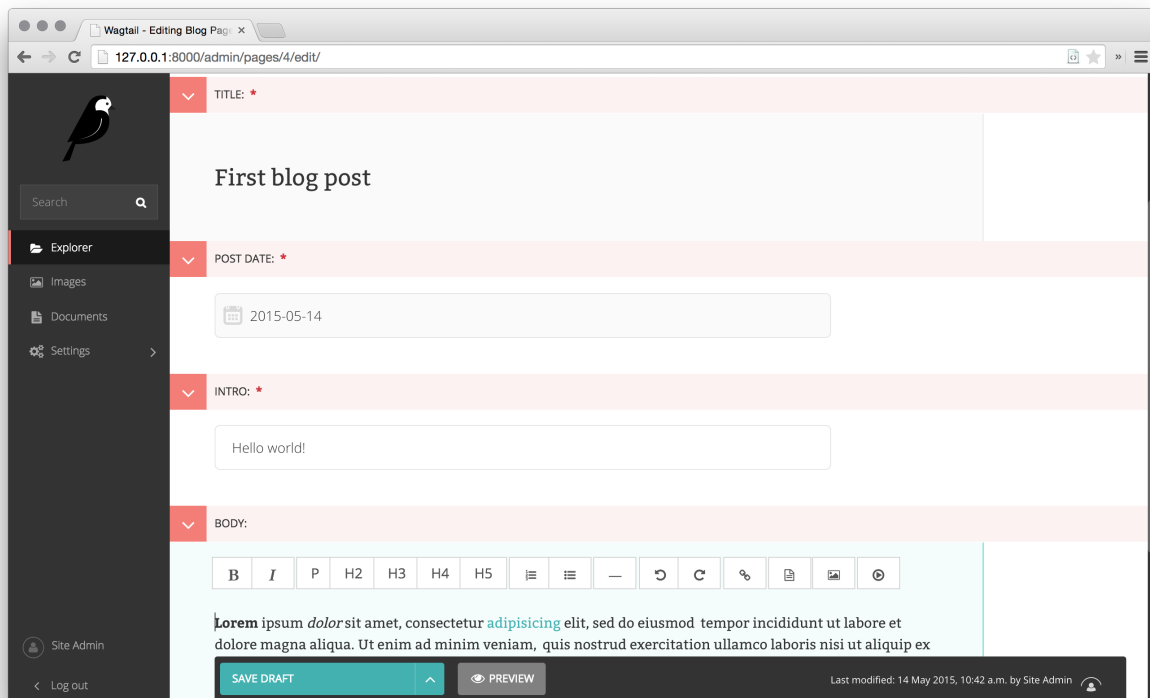 Wagtail - Editing Blog Pag
127.0.0.1:8000/admin/pages/4/edit/
Search
Explorer
Images
Documents
Settings
Site Admin
Log out
TITLE: *
First blog post
POST DATE: *
2015-05-14
INTRO: *
Hello world!
BODY:
B I P H2 H3 H4 H5
Lorem ipsum dolor sit amet, consectetur adipisicing elit, sed do eiusmod tempor incididunt ut labore et
dolore magna aliqua. Ut enim ad minim veniam, quis nostrud exercitation ullamco laboris nisi ut aliquip ex
SAVE DRAFT
PREVIEW
Last modified: 14 May 2015, 10:42 a.m. by Site Admin